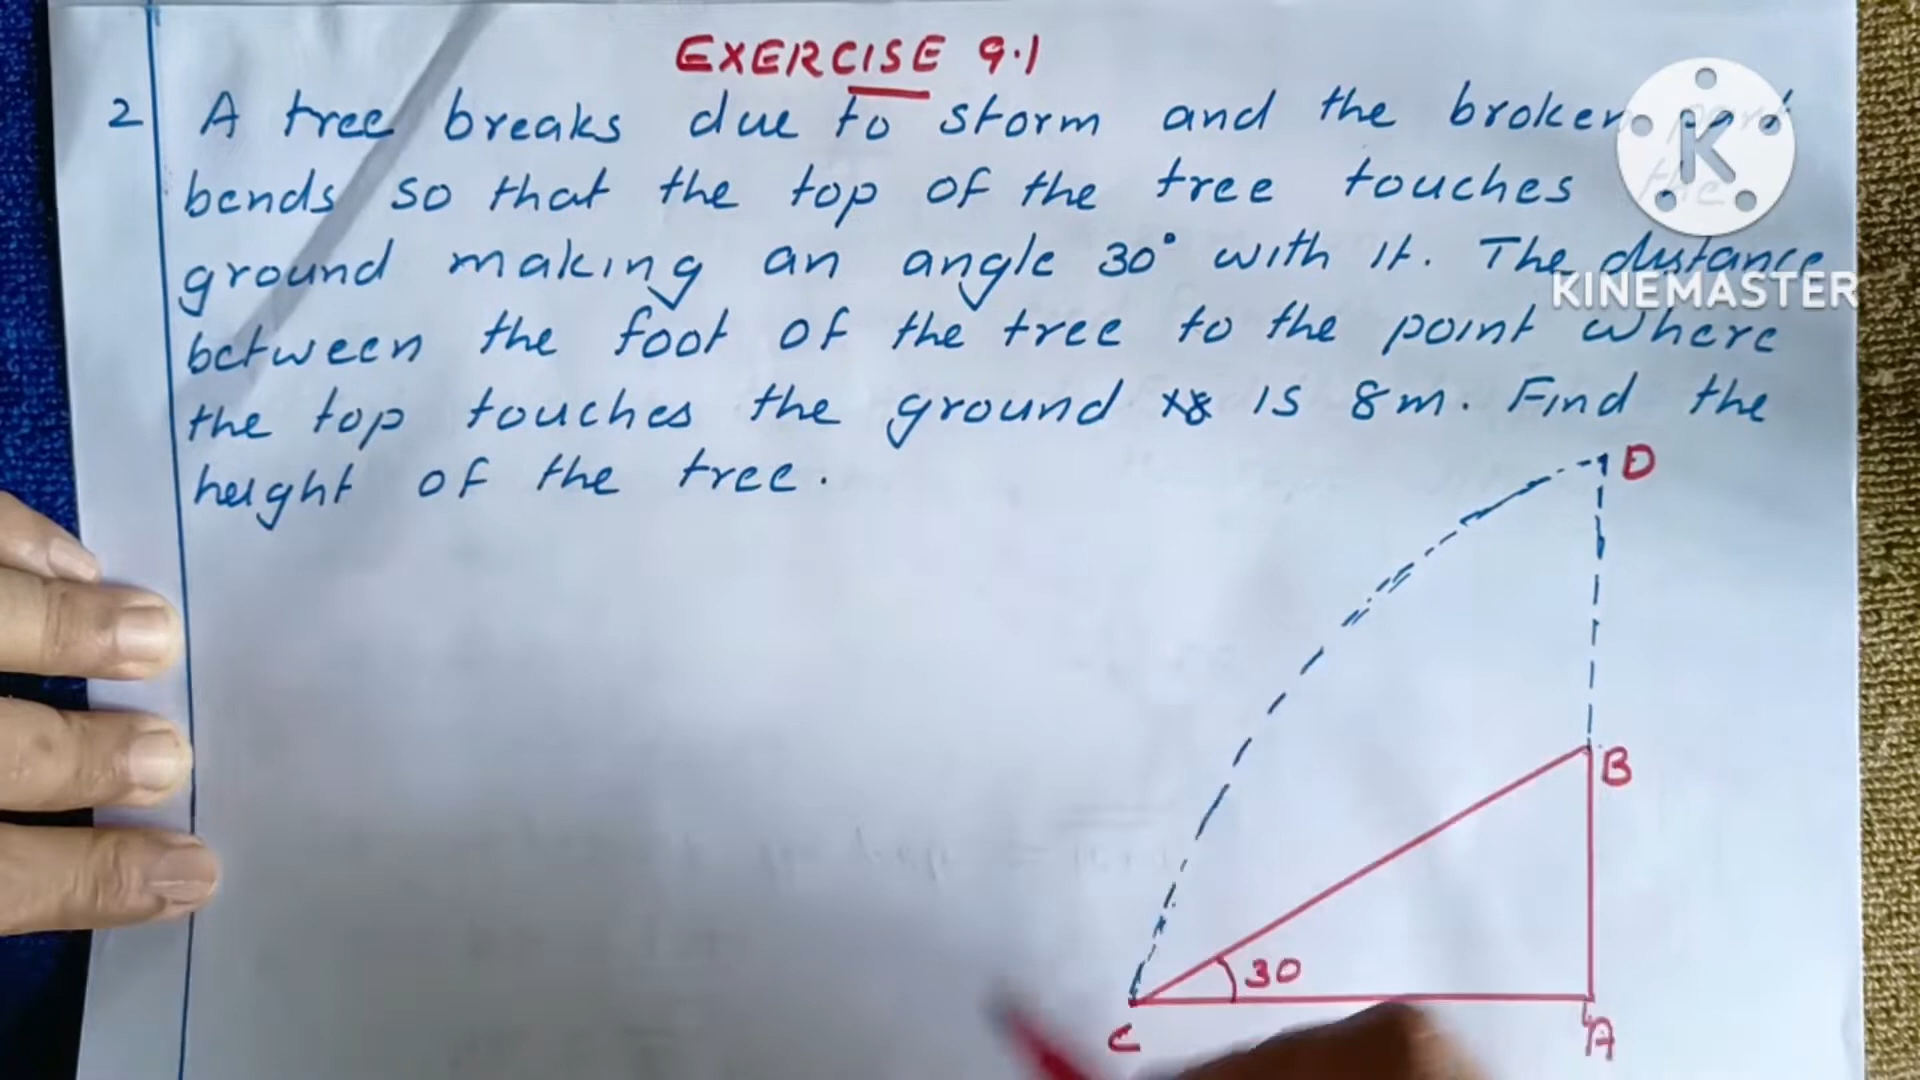 EXERCISE 9.1
2 A tree breaks due to storm and the broken part
bends so that the top of the tree touches the
ground making an angle 30° with it. The distance
between the foot of the tree to the point where
the top touches the ground is 8m. Find the
height of the tree.
K
KINEMASTER
D
B
30
C
A